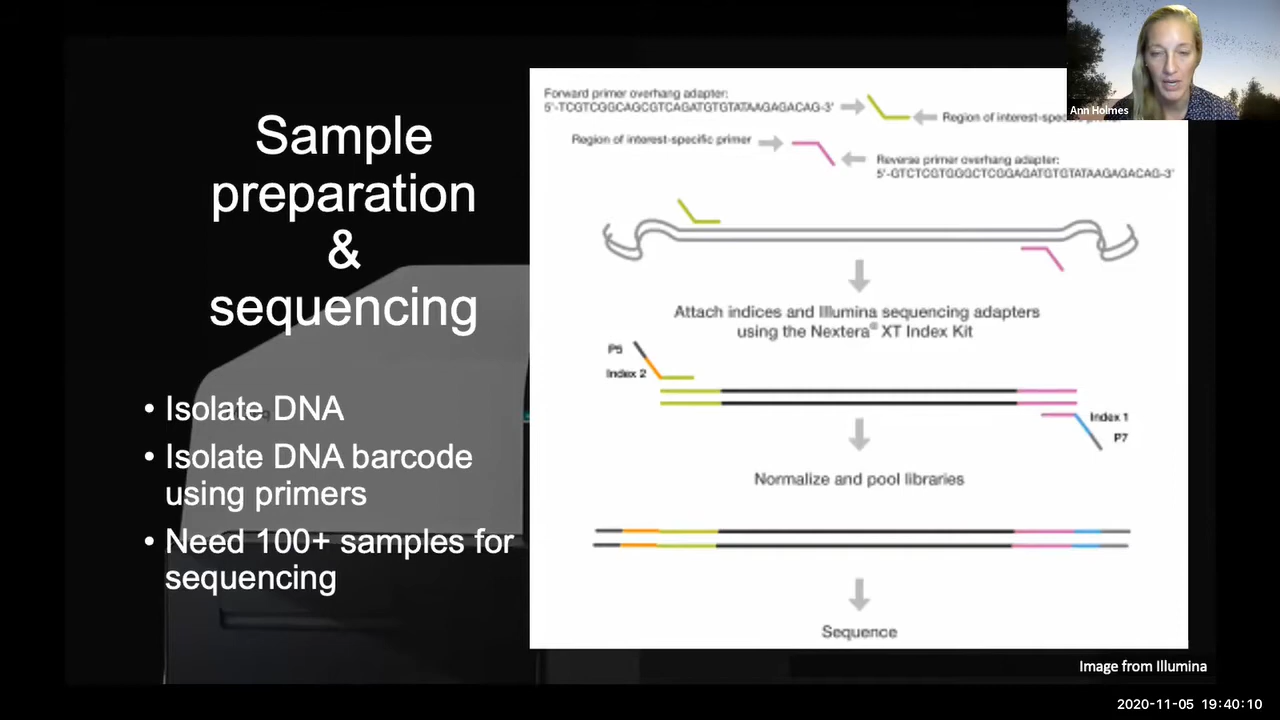 Ann Holmes
Sample
preparation
&
sequencing
• Isolate DNA
• Isolate DNA barcode
using primers
• Need 100+ samples for
sequencing
Forward primer overhang adapter:
5'-TCGTCGGCAGCGTCAGATGTGTATAAGAGACAG-3'
Region of interest-specific
Region of interest-specific primer
Reverse primer overhang adapter:
5'-GTCTCGTGGGCTCGGAGATGTGTATAAGAGACAG-3'
Attach indices and Illumina sequencing adapters
using the Nextera® XT Index Kit
P5
Index 2
Index 1
P7
Normalize and pool libraries
Sequence
Image from Illumina
2020-11-05 19:40:10